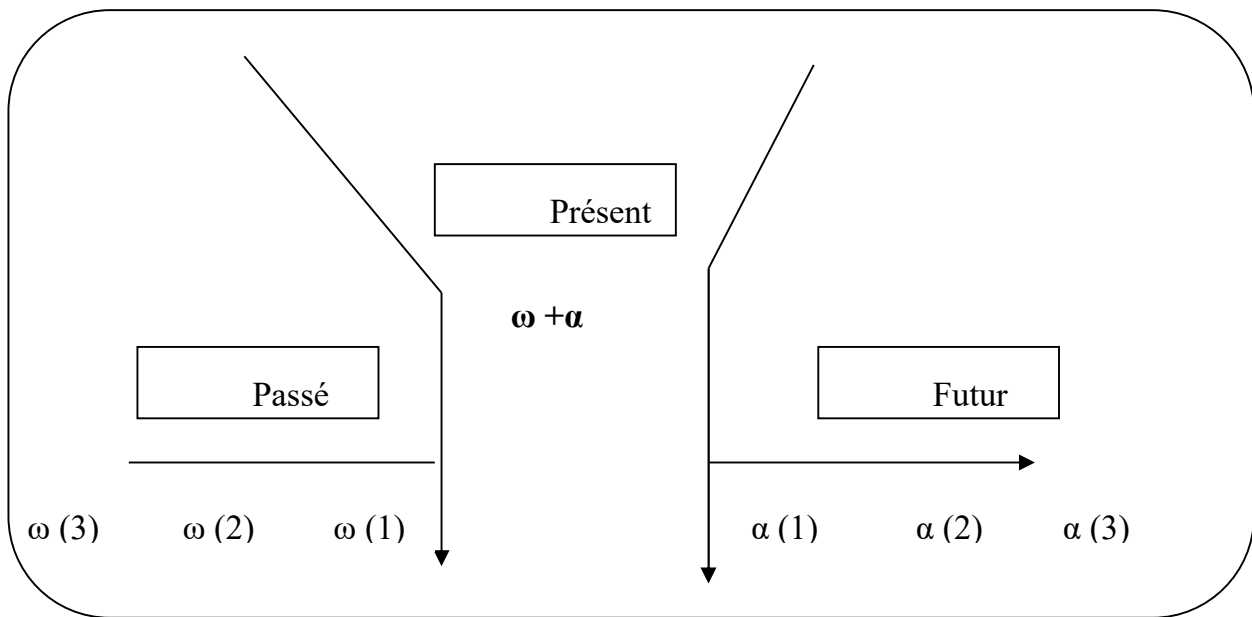 Présent
ω +α
Passé
Futur
ω (3) ω (2) ω (1) α (1) α (2) α (3)